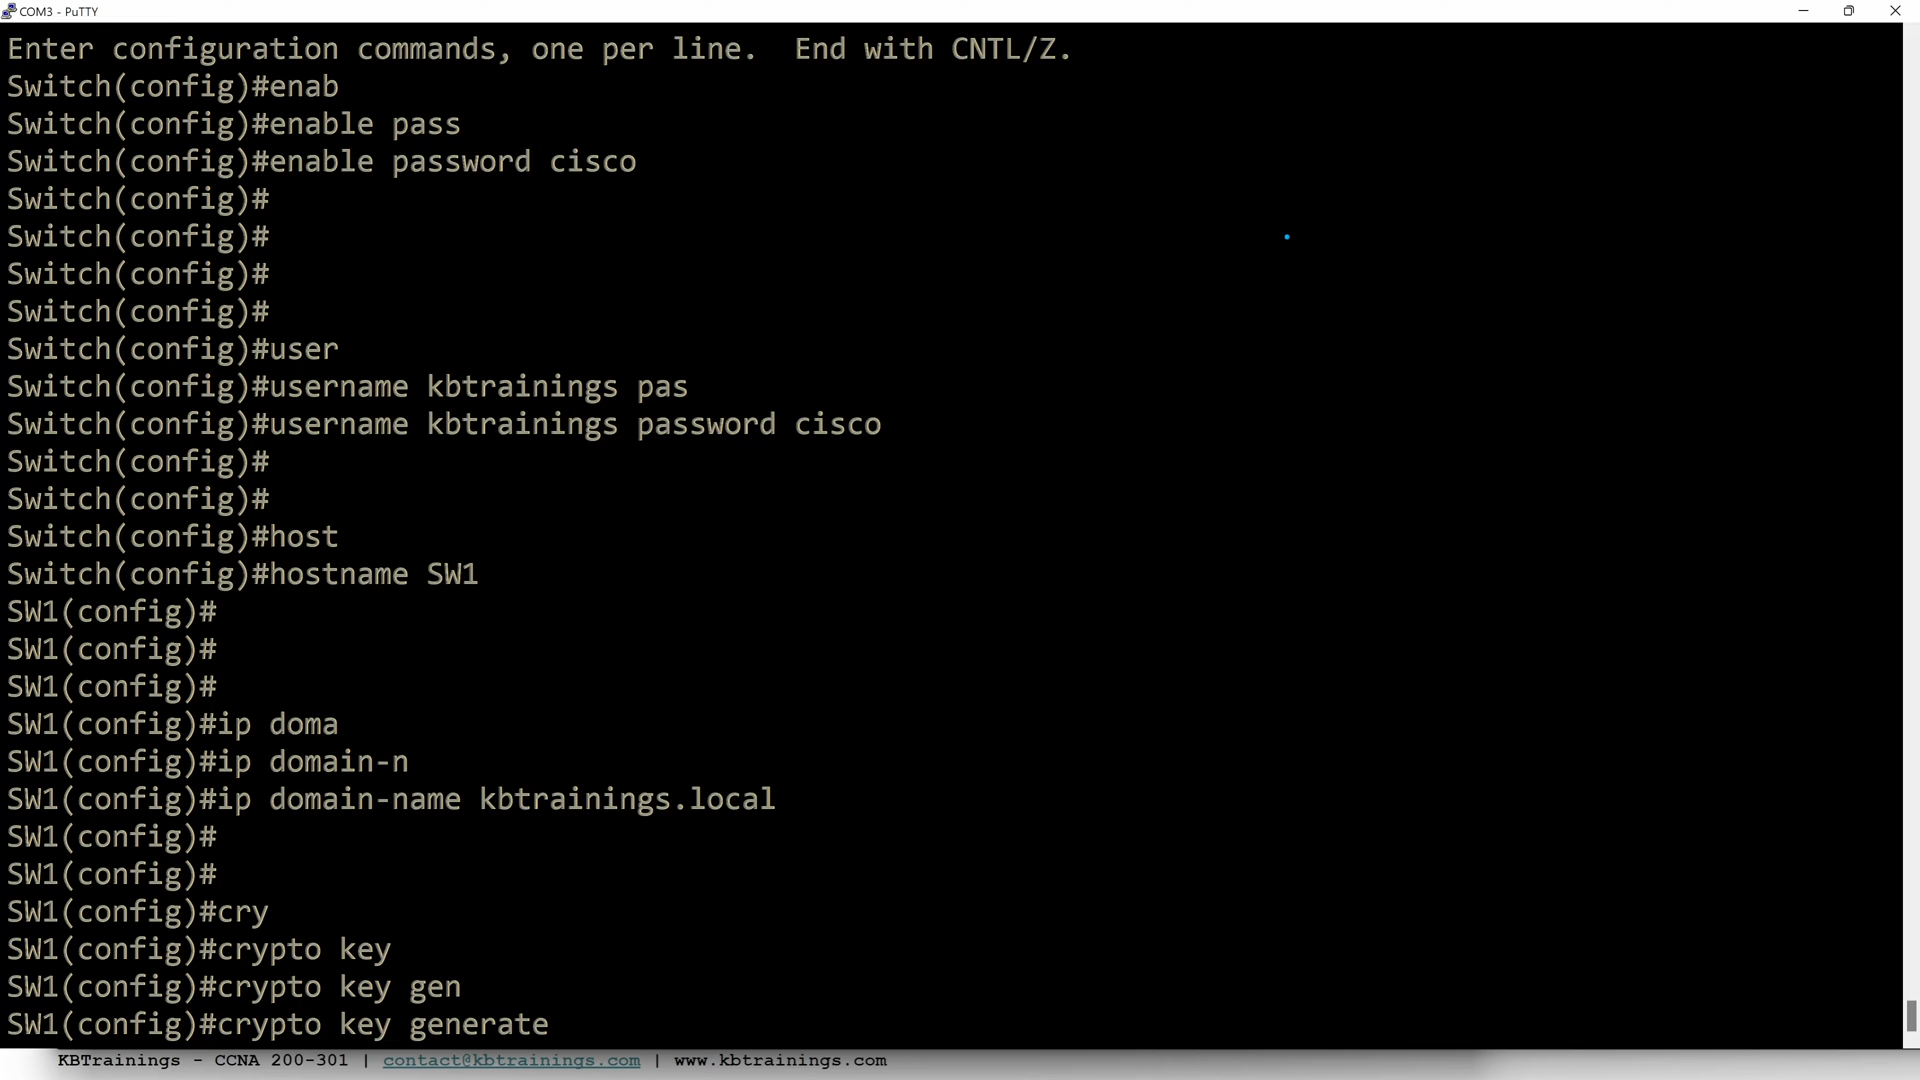 COM3 - PuTTY
Enter configuration commands, one per line.  End with CNTL/Z.
Switch(config)#enab
Switch(config)#enable pass
Switch(config)#enable password cisco
Switch(config)#
Switch(config)#
Switch(config)#
Switch(config)#
Switch(config)#user
Switch(config)#username kbtrainings pas
Switch(config)#username kbtrainings password cisco
Switch(config)#
Switch(config)#
Switch(config)#host
Switch(config)#hostname SW1
SW1(config)#
SW1(config)#
SW1(config)#
SW1(config)#ip doma
SW1(config)#ip domain-n
SW1(config)#ip domain-name kbtrainings.local
SW1(config)#
SW1(config)#
SW1(config)#cry
SW1(config)#crypto key
SW1(config)#crypto key gen
SW1(config)#crypto key generate
KBTrainings - CCNA 200-301 | contact@kbtrainings.com | www.kbtrainings.com